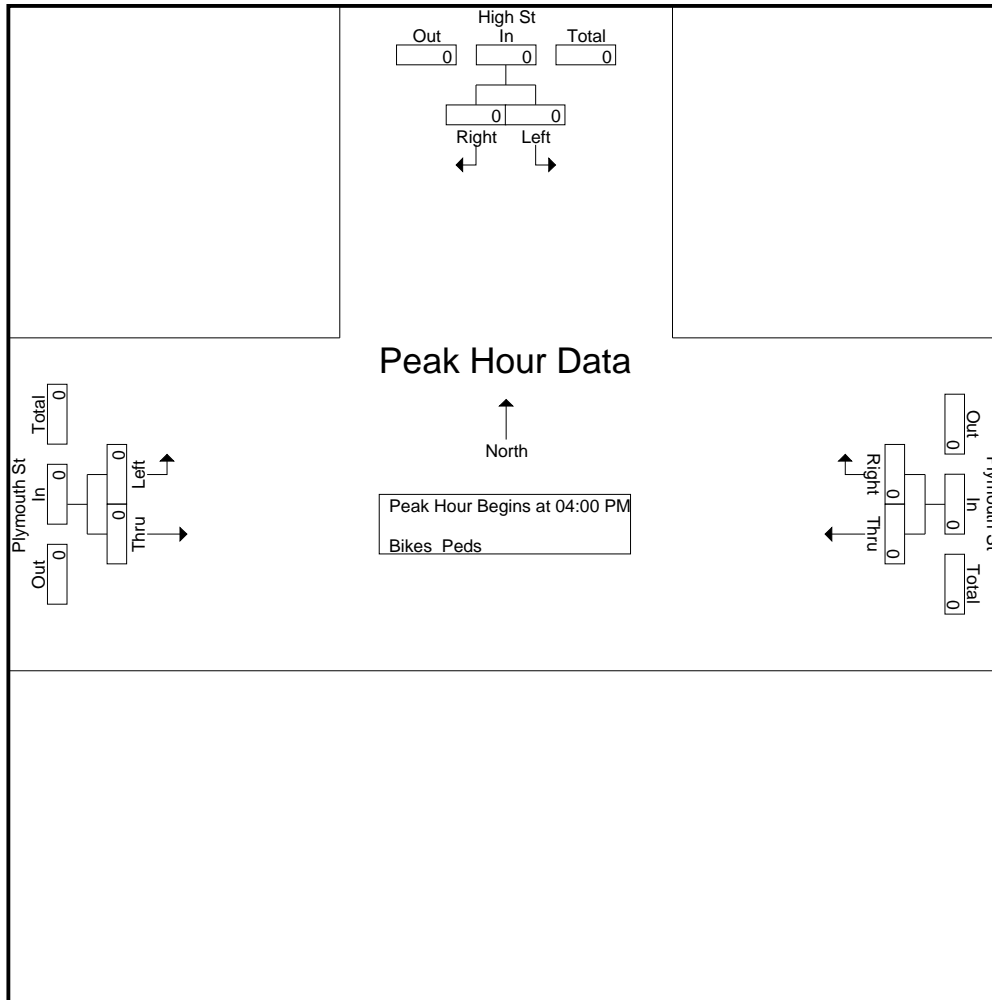 High St
Out In Total
0 0 0
0 0
Right Left
Peak Hour Data
North
Peak Hour Begins at 04:00 PM
Bikes Peds
Plymouth St
Out In Total
0 0 0
Thru Left
0 0
Plymouth St
Out In Total
0 0 0
Right Thru
0 0